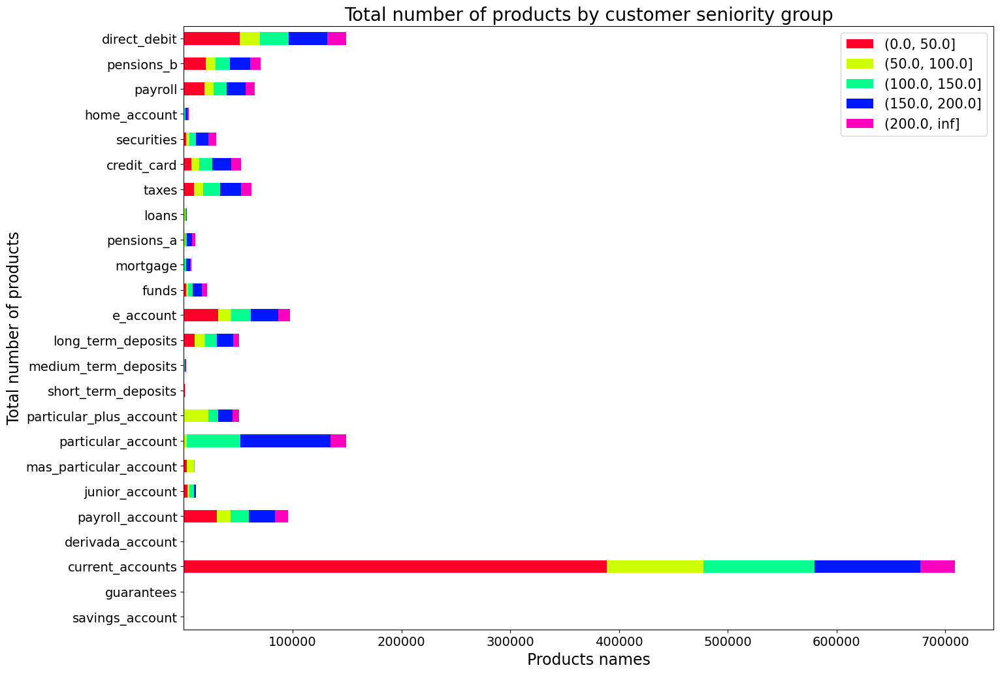 Total number of products by customer seniority group
(0.0, 50.0]
(50.0, 100.0]
(100.0, 150.0]
(150.0, 200.0]
(200.0, inf]
Total number of products
direct_debit
pensions_b
payroll
home_account
securities
credit_card
taxes
loans
pensions_a
mortgage
funds
e_account
long_term_deposits
medium_term_deposits
short_term_deposits
particular_plus_account
particular_account
mas_particular_account
junior_account
payroll_account
derivada_account
current_accounts
guarantees
savings_account
100000 200000 300000 400000 500000 600000 700000
Products names